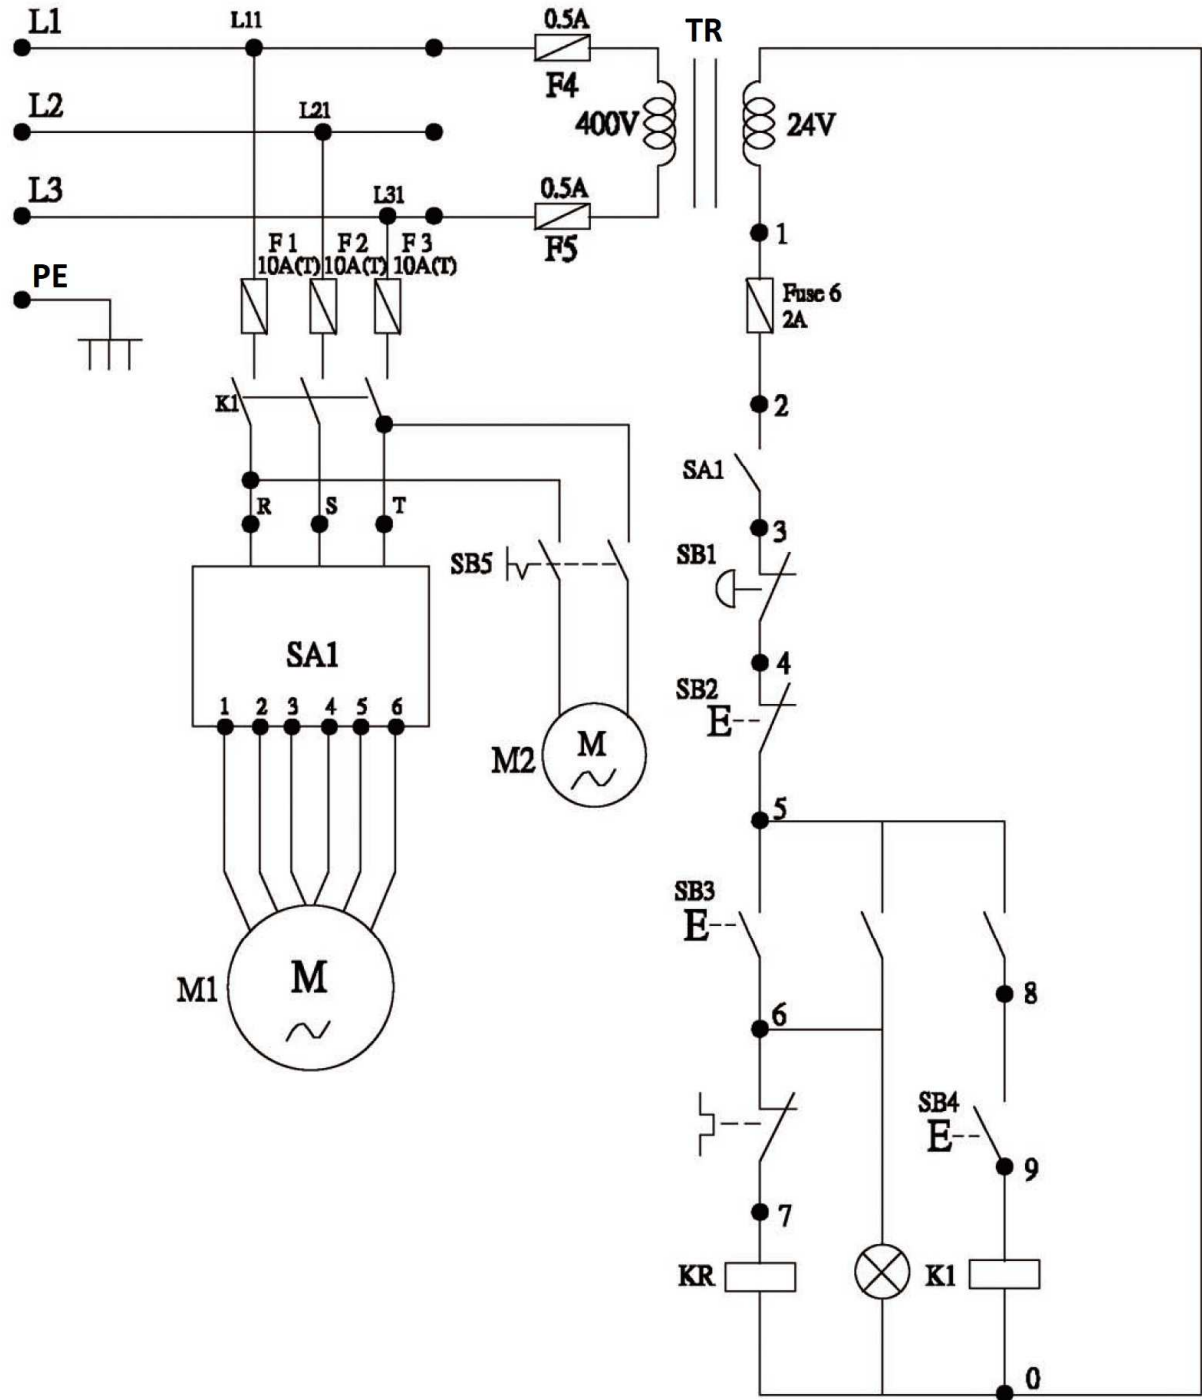 L1
L11
0.5A
TR
F4
L2
L21
400V
24V
L3
L31
0.5A
F5
1
F 1
F 2
F 3
10A(T)
10A(T)
10A(T)
PE
Fuse 6
2A
K1
2
SA1
R
S
T
3
SB5
SB1
SA1
4
SB2
E
1
2
3
4
5
6
M2
M
5
SB3
E
M1
M
8
6
SB4
E
9
7
KR
K1
0